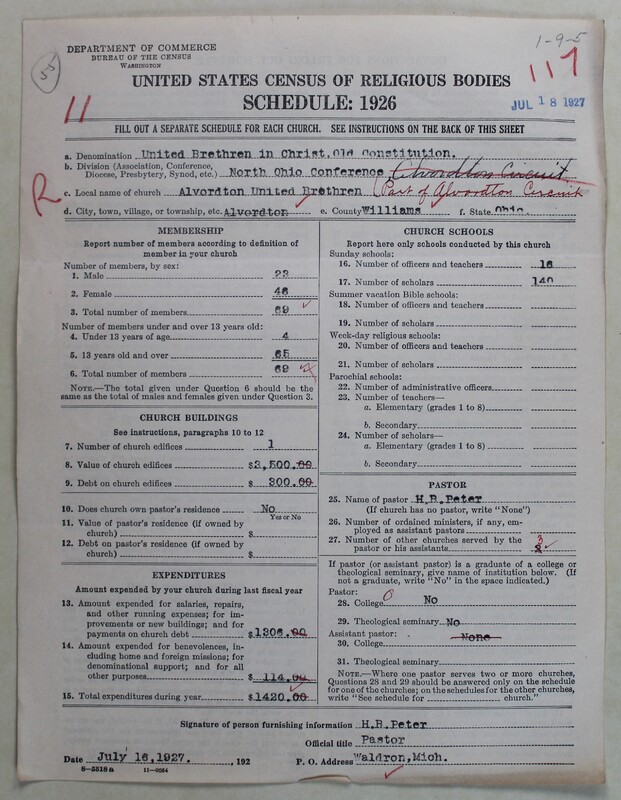 1-9-5
55
DEPARTMENT OF COMMERCE
BUREAU OF THE CENSUS
WASHINGTON
117
UNITED STATES CENSUS OF RELIGIOUS BODIES
SCHEDULE: 1926
JUL 18 1927
11
FILL OUT A SEPARATE SCHEDULE FOR EACH CHURCH. SEE INSTRUCTIONS ON THE BACK OF THIS SHEET
a. Denomination United Brethren in Christ, Old Constitution.
b. Division (Association, Conference, Diocese, Presbytery, Synod, etc.) North Ohio Conference (Alvordton Circuit
R
c. Local name of church Alvordton United Brethren (Part of Alvordton Circuit
d. City, town, village, or township, etc. Alvordton e. County Williams f. State Ohio.
MEMBERSHIP
Report number of members according to definition of
member in your church
Number of members, by sex:
1. Male 23
2. Female 46
3. Total number of members 69
Number of members under and over 13 years old:
4. Under 13 years of age 4
5. 13 years old and over 65
6. Total number of members 69
NOTE.—The total given under Question 6 should be the
same as the total of males and females given under Question 3.
CHURCH BUILDINGS
See instructions, paragraphs 10 to 12
7. Number of church edifices 1
8. Value of church edifices $2,500.00
9. Debt on church edifices $ 300.00
10. Does church own pastor's residence No
Yes or No
11. Value of pastor's residence (if owned by
church) $
12. Debt on pastor's residence (if owned by
church) $
EXPENDITURES
Amount expended by your church during last fiscal year
13. Amount expended for salaries, repairs,
and other running expenses; for im-
provements or new buildings; and for
payments on church debt $1306.00
14. Amount expended for benevolences, in-
cluding home and foreign missions; for
denominational support; and for all
other purposes $ 114.00
15. Total expenditures during year $1420.00
CHURCH SCHOOLS
Report here only schools conducted by this church
Sunday schools:
16. Number of officers and teachers 16
17. Number of scholars 140
Summer vacation Bible schools:
18. Number of officers and teachers
19. Number of scholars
Week-day religious schools:
20. Number of officers and teachers
21. Number of scholars
Parochial schools:
22. Number of administrative officers
23. Number of teachers—
a. Elementary (grades 1 to 8)
b. Secondary
24. Number of scholars—
a. Elementary (grades 1 to 8)
b. Secondary
PASTOR
25. Name of pastor H.B.Peter
(If church has no pastor, write "None")
26. Number of ordained ministers, if any, em-
ployed as assistant pastors
27. Number of other churches served by the
pastor or his assistants 3
If pastor (or assistant pastor) is a graduate of a college or
theological seminary, give name of institution below. (If
not a graduate, write "No" in the space indicated.)
Pastor:
28. College 0 No
29. Theological seminary No
Assistant pastor: None
30. College
31. Theological seminary
NOTE.—Where one pastor serves two or more churches,
Questions 28 and 29 should be answered only on the schedule
for one of the churches; on the schedules for the other churches,
write "See schedule for church."
Signature of person furnishing information H.B.Peter
Official title Pastor
Date July 16,1927. , 192 P. O. Address Waldron, Mich.
8-5518a 11-9064